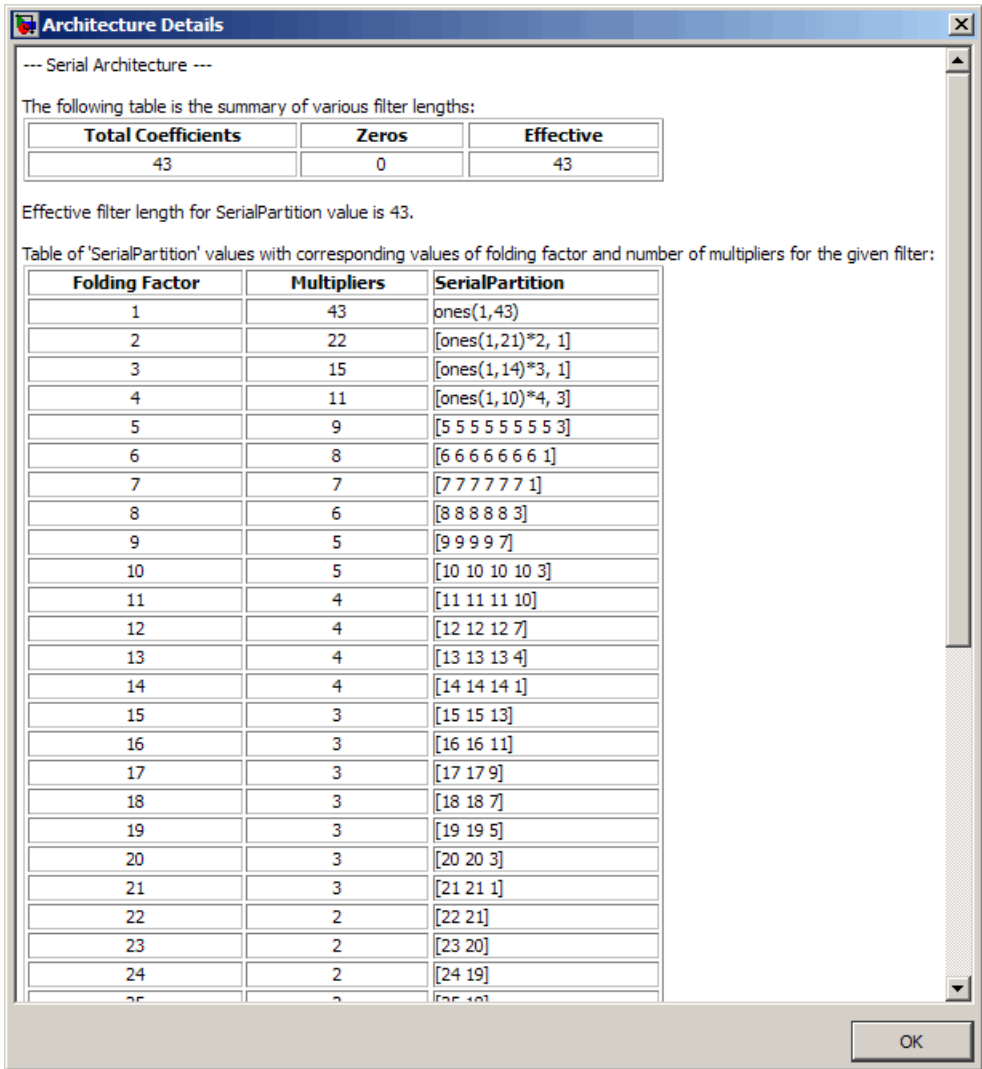 Architecture Details
--- Serial Architecture ---
The following table is the summary of various filter lengths:
Total Coefficients Zeros Effective
43 0 43
Effective filter length for SerialPartition value is 43.
Table of 'SerialPartition' values with corresponding values of folding factor and number of multipliers for the given filter:
Folding Factor Multipliers SerialPartition
1 43 ones(1,43)
2 22 [ones(1,21)*2, 1]
3 15 [ones(1,14)*3, 1]
4 11 [ones(1,10)*4, 3]
5 9 [5 5 5 5 5 5 5 5 3]
6 8 [6 6 6 6 6 6 6 1]
7 7 [7 7 7 7 7 7 1]
8 6 [8 8 8 8 8 3]
9 5 [9 9 9 9 7]
10 5 [10 10 10 10 3]
11 4 [11 11 11 10]
12 4 [12 12 12 7]
13 4 [13 13 13 4]
14 4 [14 14 14 1]
15 3 [15 15 13]
16 3 [16 16 11]
17 3 [17 17 9]
18 3 [18 18 7]
19 3 [19 19 5]
20 3 [20 20 3]
21 3 [21 21 1]
22 2 [22 21]
23 2 [23 20]
24 2 [24 19]
OK